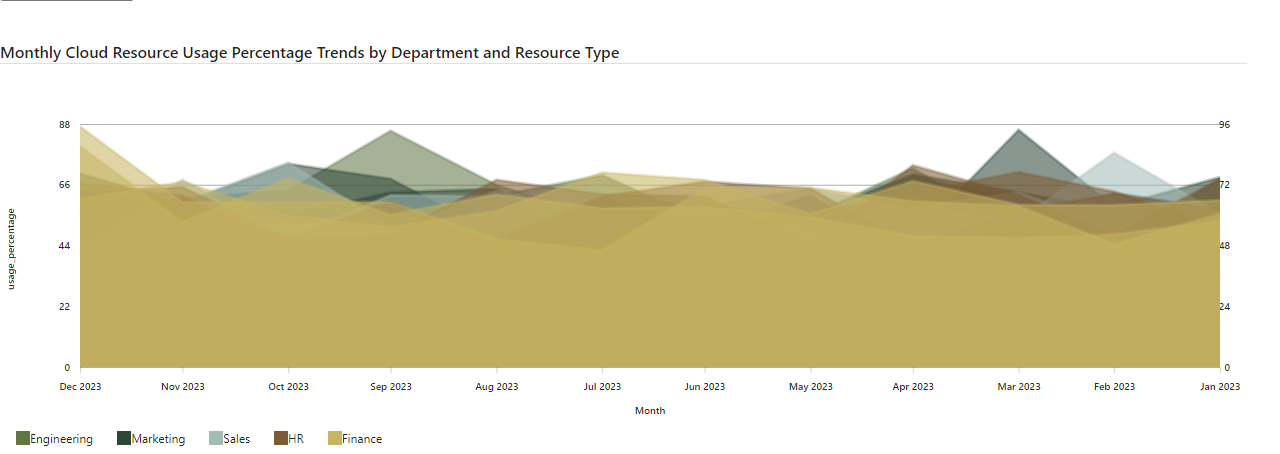 Monthly Cloud Resource Usage Percentage Trends by Department and Resource Type
88 96
66 72
usage_percentage
44 48
22 24
0 0
Dec 2023 Nov 2023 Oct 2023 Sep 2023 Aug 2023 Jul 2023 Jun 2023 May 2023 Apr 2023 Mar 2023 Feb 2023 Jan 2023
Month
Engineering Marketing Sales HR Finance